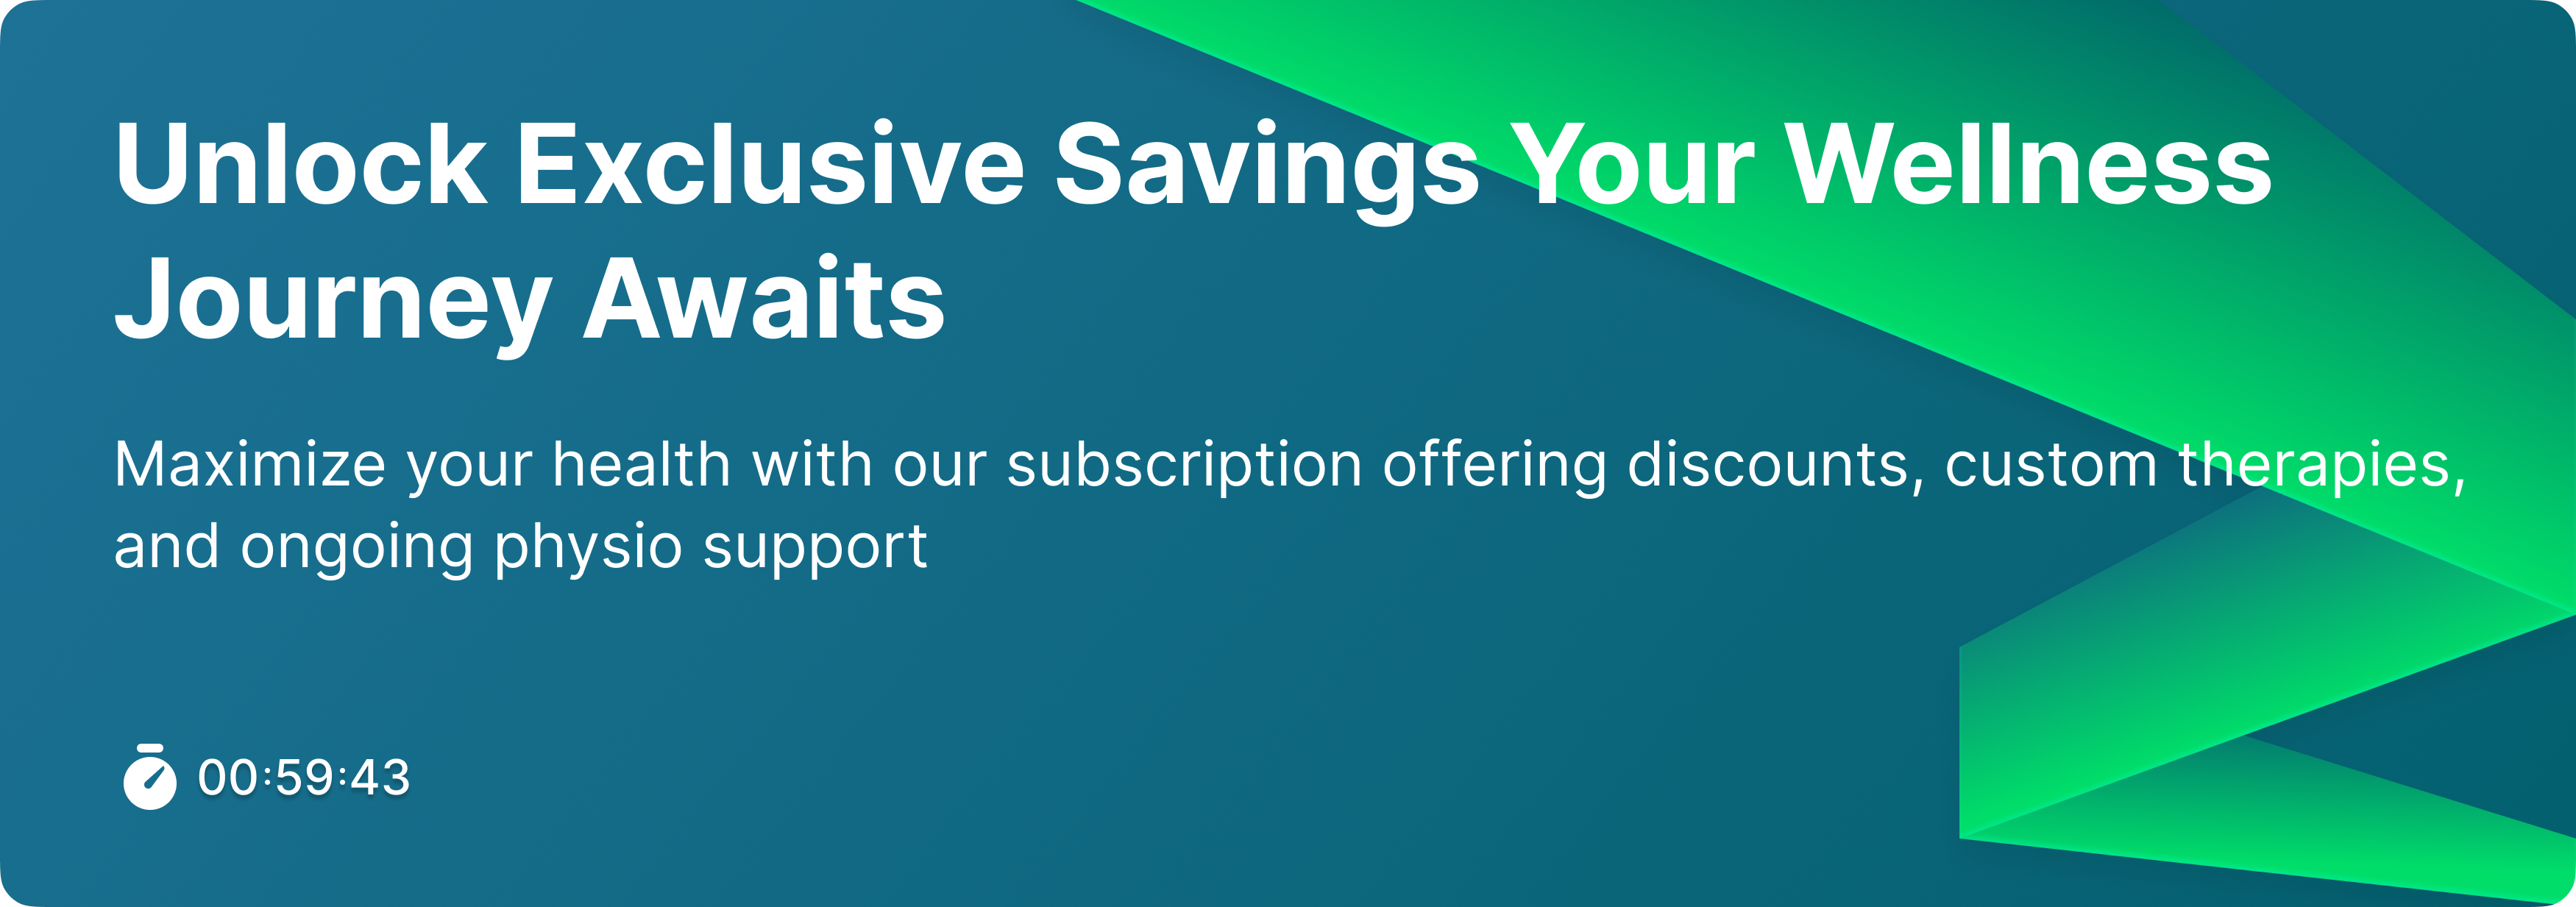 Unlock Exclusive Savings Your Wellness
Journey Awaits
Maximize your health with our subscription offering discounts, custom therapies,
and ongoing physio support
00:59:43